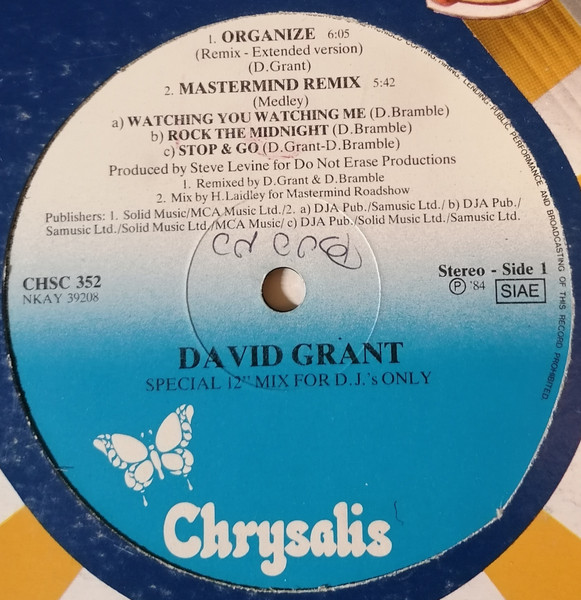 1. ORGANIZE 6:05
(Remix - Extended version)
(D.Grant)
2. MASTERMIND REMIX 5:42
(Medley)
a) WATCHING YOU WATCHING ME (D.Bramble)
b) ROCK THE MIDNIGHT (D.Bramble)
c) STOP & GO (D.Grant-D.Bramble)
Produced by Steve Levine for Do Not Erase Productions
1. Remixed by D.Grant & D.Bramble
2. Mix by H.Laidley for Mastermind Roadshow
Publishers: 1. Solid Music/MCA Music Ltd./2. a) DJA Pub./Samusic Ltd./ b) DJA Pub./
Samusic Ltd./Solid Music Ltd./MCA Music/ c) DJA Pub./Solid Music Ltd./Samusic Ltd.
CHSC 352
NKAY 39208
Stereo - Side 1
℗ '84
SIAE
DAVID GRANT
SPECIAL 12" MIX FOR D.J.'s ONLY
Chrysalis
LENDING PUBLIC PERFORMANCE AND BROADCASTING OF THIS RECORD PROHIBITED